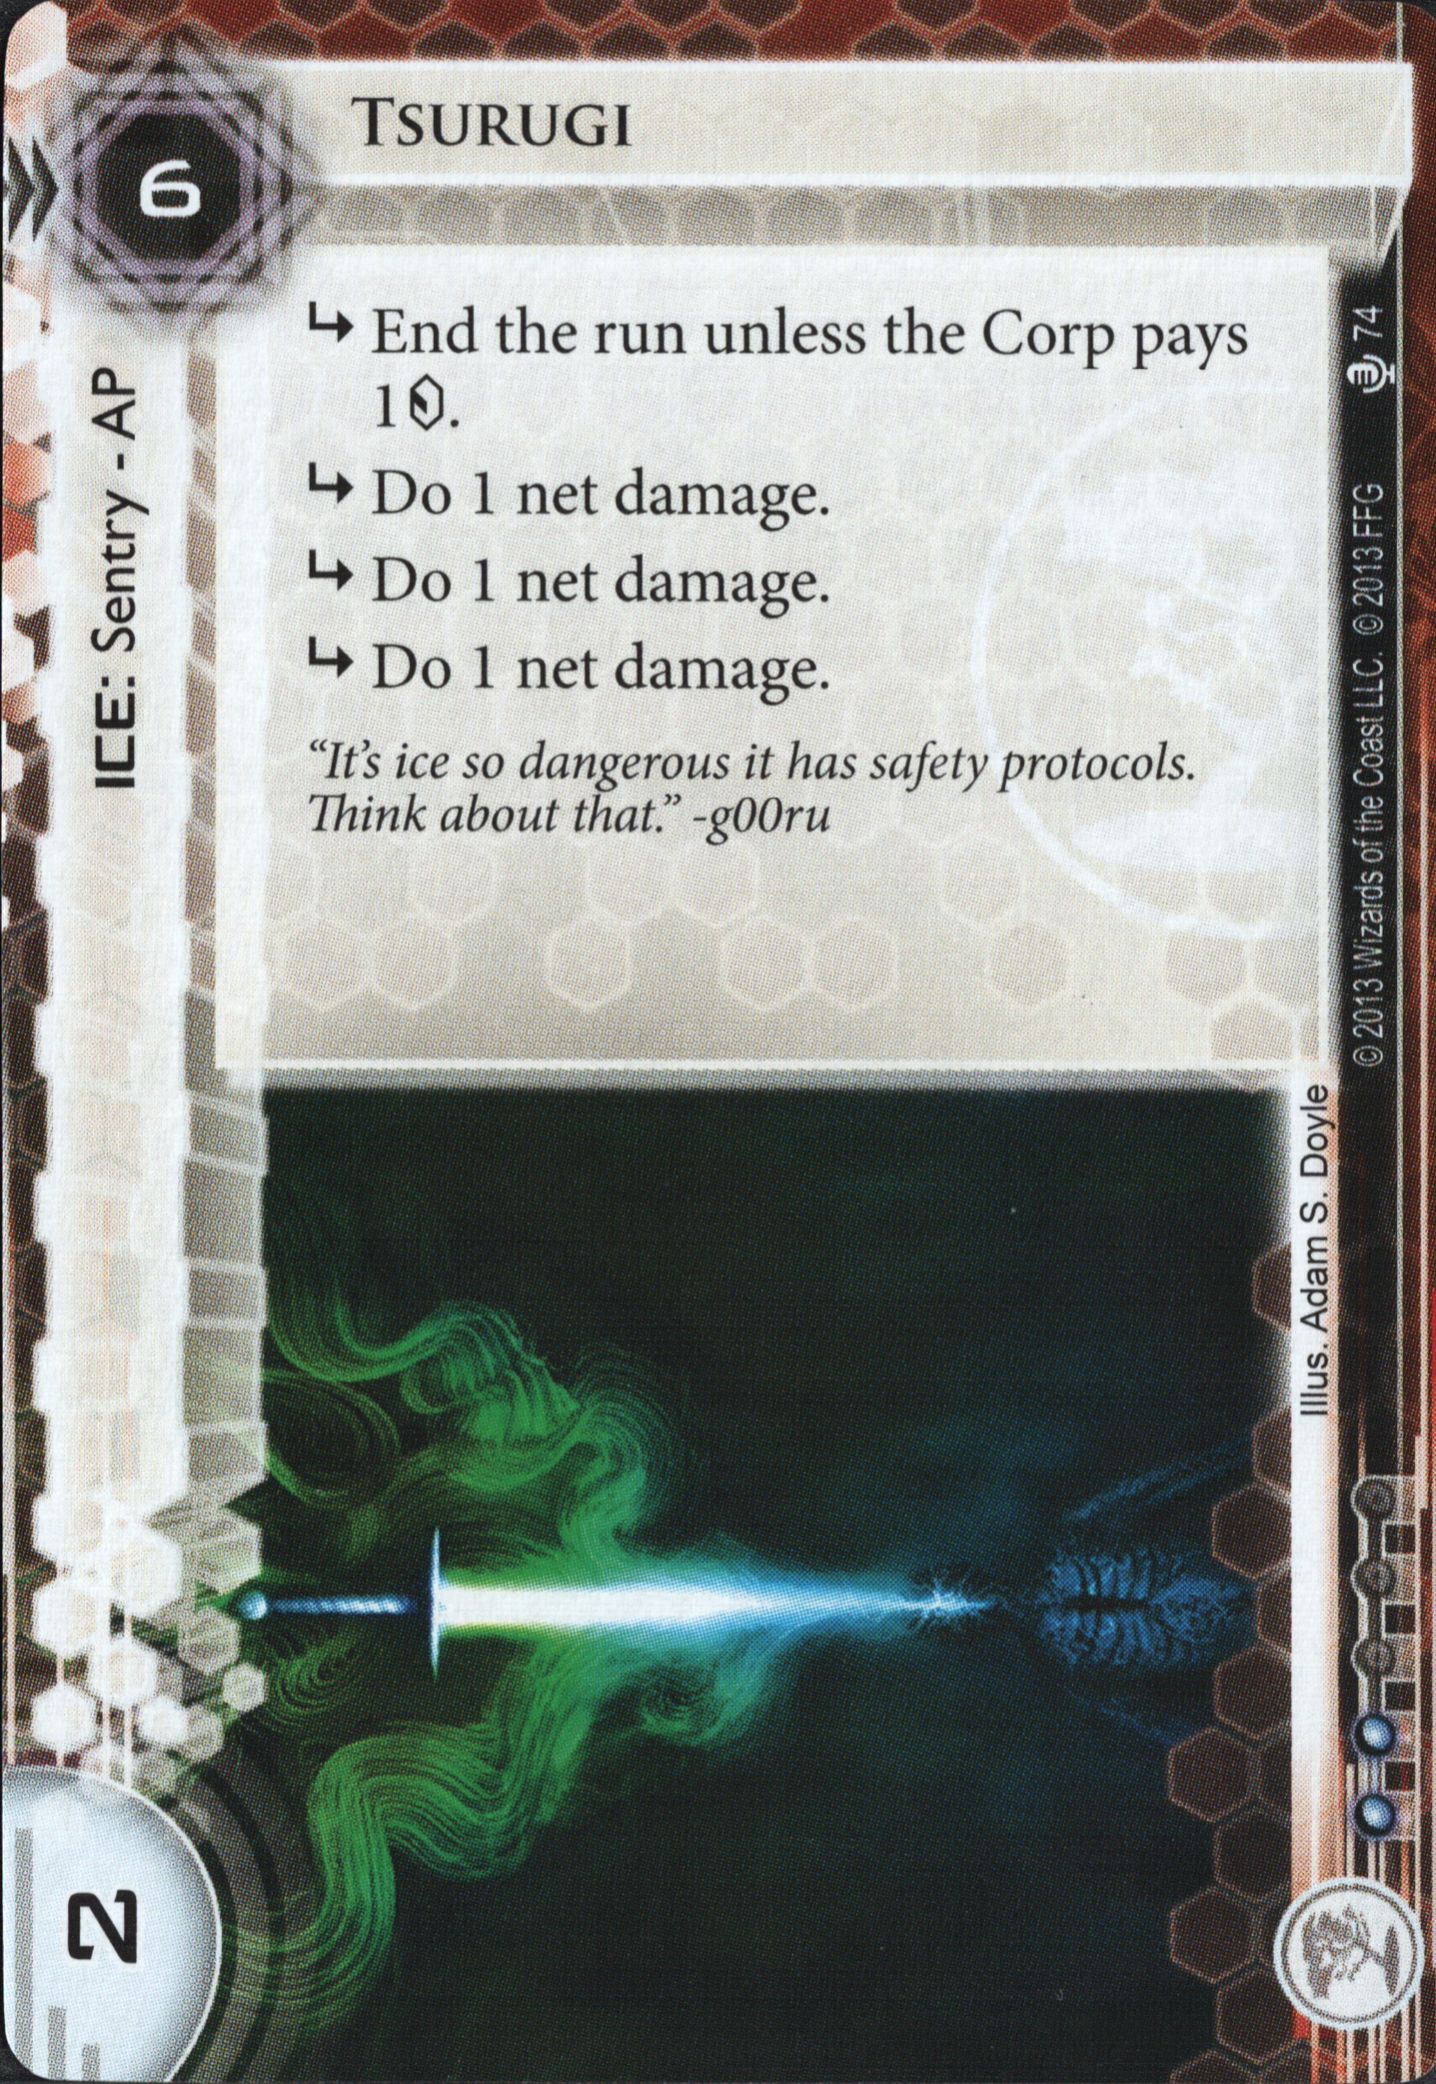 TSURUGI
6
ICE: Sentry - AP
End the run unless the Corp pays
1.
Do 1 net damage.
Do 1 net damage.
Do 1 net damage.
“It’s ice so dangerous it has safety protocols.
Think about that.” -g00ru
74
© 2013 Wizards of the Coast LLC. © 2013 FFG
Illus. Adam S. Doyle
2